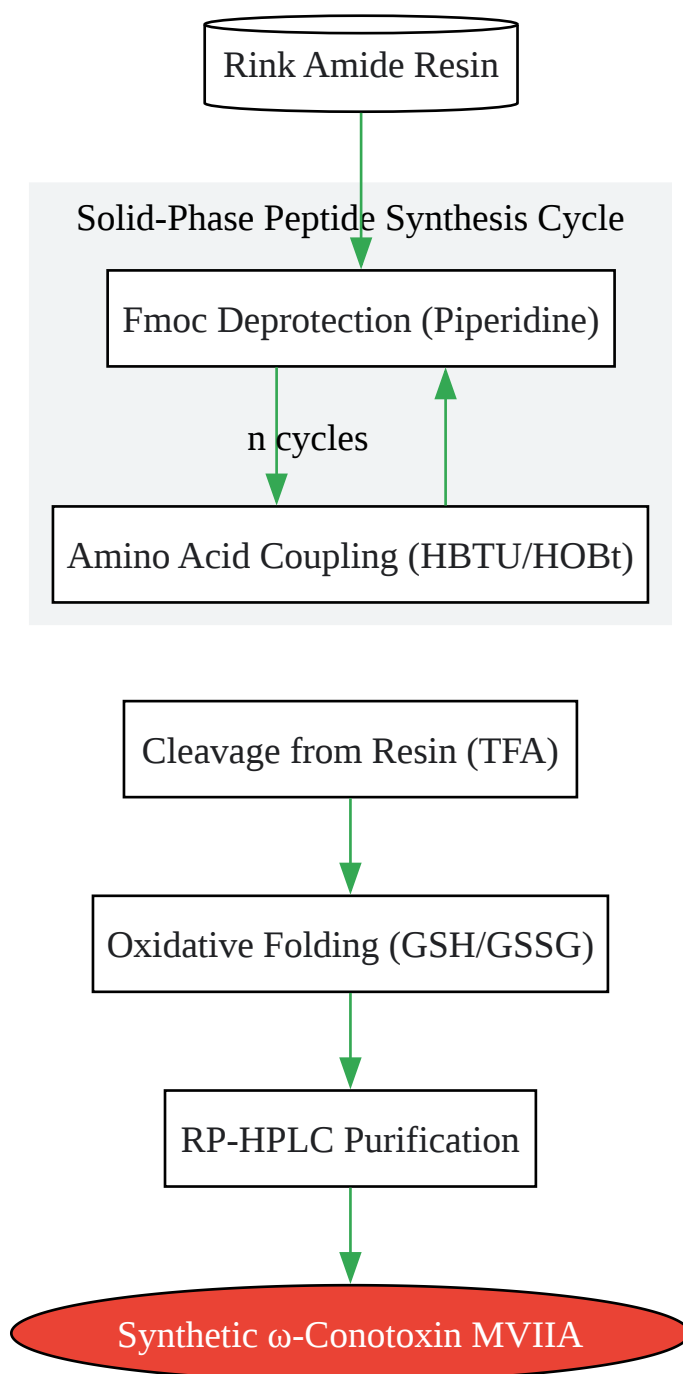 Rink Amide Resin
Solid-Phase Peptide Synthesis Cycle
Fmoc Deprotection (Piperidine)
n cycles
Amino Acid Coupling (HBTU/HOBt)
Cleavage from Resin (TFA)
Oxidative Folding (GSH/GSSG)
RP-HPLC Purification
Synthetic ω-Conotoxin MVIIA